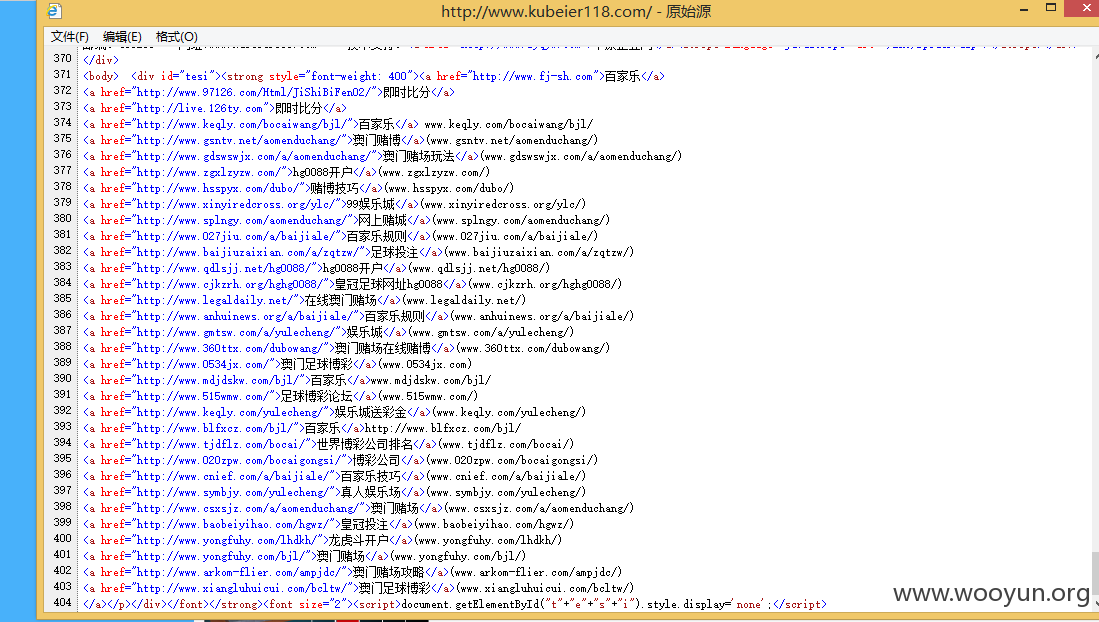 http://www.kubeier118.com/ - 原始源
文件(F) 编辑(E) 格式(O)
370 </div>
371 <body> <div id="tesi"><strong style="font-weight: 400"><a href="http://www.fj-sh.com">百家乐</a>
372 <a href="http://www.97126.com/Html/JiShiBiFen02/">即时比分</a>
373 <a href="http://live.126ty.com">即时比分</a>
374 <a href="http://www.keqly.com/bocaiwang/bjl/">百家乐</a> www.keqly.com/bocaiwang/bjl/
375 <a href="http://www.gsntv.net/aomenduchang/">澳门赌博</a>(www.gsntv.net/aomenduchang/)
376 <a href="http://www.gdswswjx.com/a/aomenduchang/">澳门赌场玩法</a>(www.gdswswjx.com/a/aomenduchang/)
377 <a href="http://www.zgxlzyzw.com/">hg0088开户</a>(www.zgxlzyzw.com/)
378 <a href="http://www.hsspyx.com/dubo/">赌博技巧</a>(www.hsspyx.com/dubo/)
379 <a href="http://www.xinyiredcross.org/ylc/">99娱乐城</a>(www.xinyiredcross.org/ylc/)
380 <a href="http://www.splngy.com/aomenduchang/">网上赌城</a>(www.splngy.com/aomenduchang/)
381 <a href="http://www.027jiu.com/a/baijiale/">百家乐规则</a>(www.027jiu.com/a/baijiale/)
382 <a href="http://www.baijiuzaixian.com/a/zqtz/">足球投注</a>(www.baijiuzaixian.com/a/zqtzw/)
383 <a href="http://www.qdlsjj.net/hg0088/">hg0088开户</a>(www.qdlsjj.net/hg0088/)
384 <a href="http://www.cjkzrh.org/hghg0088/">皇冠足球网址hg0088</a>(www.cjkzrh.org/hghg0088/)
385 <a href="http://www.legaldaily.net/">在线澳门赌场</a>(www.legaldaily.net/)
386 <a href="http://www.anhuinews.org/a/baijiale/">百家乐规则</a>(www.anhuinews.org/a/baijiale/)
387 <a href="http://www.gmtsw.com/a/yulecheng/">娱乐城</a>(www.gmtsw.com/a/yulecheng/)
388 <a href="http://www.360ttx.com/dubowang/">澳门赌场在线赌博</a>(www.360ttx.com/dubowang/)
389 <a href="http://www.0534jx.com/">澳门足球博彩</a>(www.0534jx.com)
390 <a href="http://www.mdjdskw.com/bjl/">百家乐</a>www.mdjdskw.com/bjl/
391 <a href="http://www.515wmw.com/">足球博彩论坛</a>(www.515wmw.com/)
392 <a href="http://www.keqly.com/yulecheng/">娱乐城送彩金</a>(www.keqly.com/yulecheng/)
393 <a href="http://www.blfxcz.com/bjl/">百家乐</a>http://www.blfxcz.com/bjl/
394 <a href="http://www.tjdflz.com/bocai/">世界博彩公司排名</a>(www.tjdflz.com/bocai/)
395 <a href="http://www.020zpw.com/bocaigongsi/">博彩公司</a>(www.020zpw.com/bocaigongsi/)
396 <a href="http://www.cnief.com/a/baijiale/">百家乐技巧</a>(www.cnief.com/a/baijiale/)
397 <a href="http://www.symbjy.com/yulecheng/">真人娱乐场</a>(www.symbjy.com/yulecheng/)
398 <a href="http://www.csxsjz.com/a/aomenduchang/">澳门赌场</a>(www.csxsjz.com/a/aomenduchang/)
399 <a href="http://www.baobeiyihao.com/hgwz/">皇冠投注</a>(www.baobeiyihao.com/hgwz/)
400 <a href="http://www.yongfuhy.com/lhdkh/">龙虎斗开户</a>(www.yongfuhy.com/lhdkh/)
401 <a href="http://www.yongfuhy.com/bjl/">澳门赌场</a>(www.yongfuhy.com/bjl/)
402 <a href="http://www.arkom-flier.com/ampjdc/">澳门赌场攻略</a>(www.arkom-flier.com/ampjdc/)
403 <a href="http://www.xiangluhuicui.com/bcltw/">澳门足球博彩</a>(www.xiangluhuicui.com/bcltw/)
404 </a></p></div></font></strong><font size="2"><script>document.getElementById("t"+"e"+"s"+"i").style.display='none';</script>
www.wooyun.org